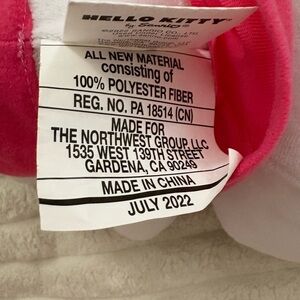 HELLO KITTY
by Sanrio
ALL NEW MATERIAL
consisting of
100% POLYESTER FIBER
REG. NO. PA 18514 (CN)
MADE FOR
THE NORTHWEST GROUP, LLC
1535 WEST 139TH STREET
GARDENA, CA 90249
MADE IN CHINA
JULY 2022